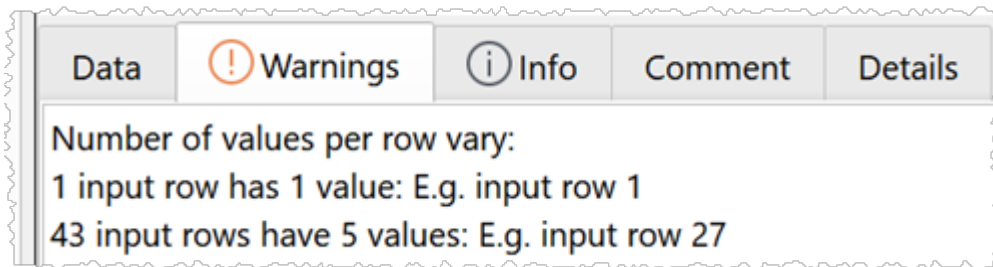 Data Warnings Info Comment Details
Number of values per row vary:
1 input row has 1 value: E.g. input row 1
43 input rows have 5 values: E.g. input row 27